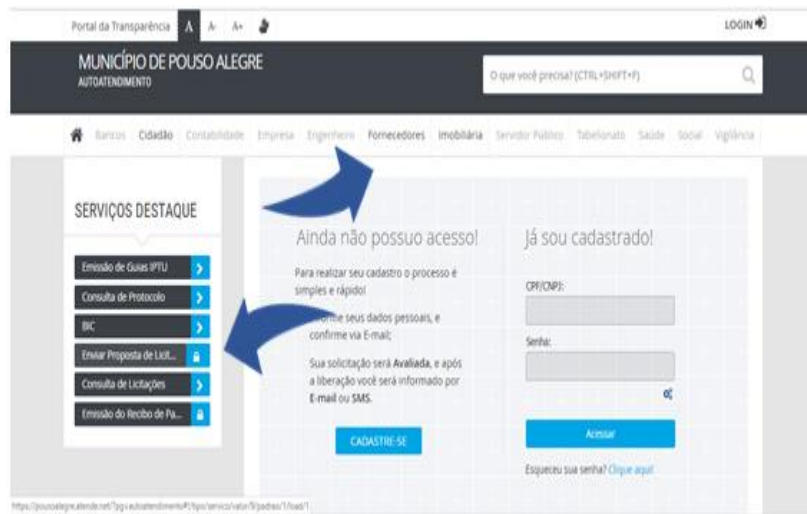 Portal da Transparência A A- A+
LOGIN
MUNICÍPIO DE POUSO ALEGRE
AUTOATENDIMENTO
O que você precisa? (CTRL+SHIFT+F)
Bancos Cidadão Contabilidade Empresa Engenheiro Fornecedores Imobiliária Servidor Público Tabelionato Saúde Social Vigilância
SERVIÇOS DESTAQUE
Emissão de Guias IPTU
Consulta de Protocolo
BIC
Enviar Proposta de Licit...
Consulta de Licitações
Emissão do Recibo de Pa...
Ainda não possuo acesso!
Para realizar seu cadastro o processo é
simples e rápido!
seus dados pessoais, e
confirme via E-mail;
Sua solicitação será Avaliada, e após
a liberação você será informado por
E-mail ou SMS.
CADASTRE-SE
Já sou cadastrado!
CPF/CNPJ:
Senha:
Acessar
Esqueceu sua senha? Clique aqui!